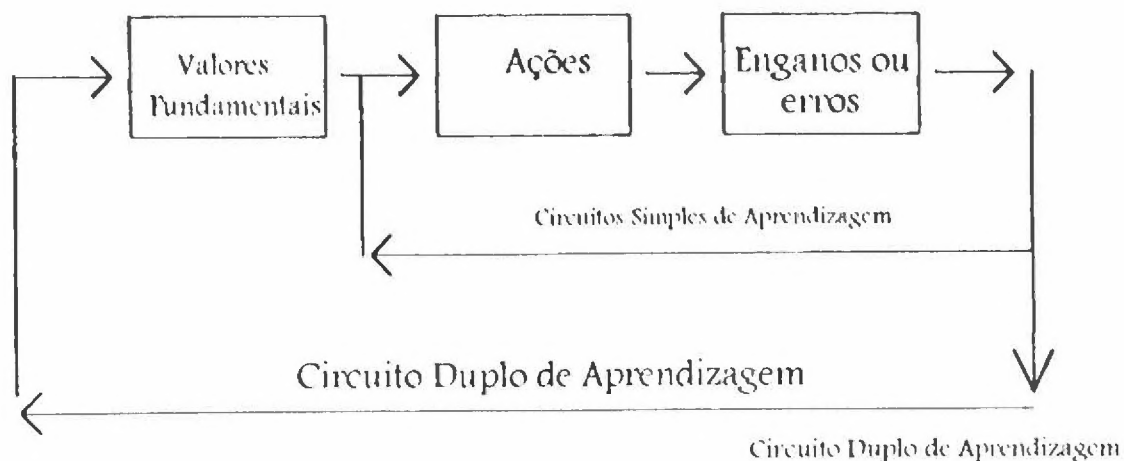 Valores
Fundamentais
Ações
Enganos ou
erros
Circuitos Simples de Aprendizagem
Circuito Duplo de Aprendizagem
Circuito Duplo de Aprendizagem